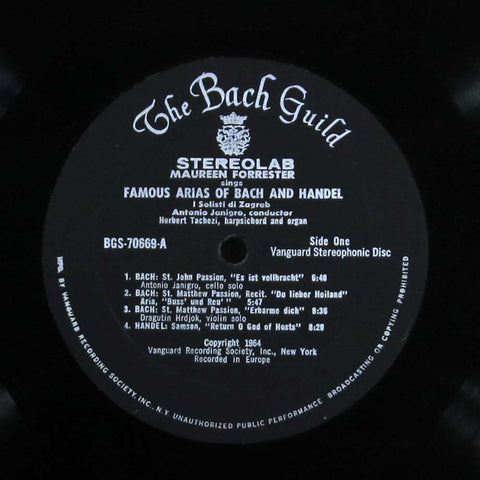 The Bach Guild
STEREOLAB
MAUREEN FORRESTER
sings
FAMOUS ARIAS OF BACH AND HANDEL
I Solisti di Zagreb
Antonio Janigro, conductor
Herbert Tachezi, harpsichord and organ
BGS-70669-A
Side One
Vanguard Stereophonic Disc
1. BACH: St. John Passion, "Es ist vollbracht" 6:40
Antonio Janigro, cello solo
2. BACH: St. Matthew Passion, Recit. "Du lieber Heiland"
Aria, "Buss' und Reu'" 5:47
3. BACH: St. Matthew Passion, "Erbarme dich" 8:36
Dragutin Hrdjok, violin solo
4. HANDEL: Samson, "Return O God of Hosts" 8:29
Copyright 1964
Vanguard Recording Society, Inc., New York
Recorded in Europe
MFR. BY VANGUARD RECORDING SOCIETY, INC., N.Y. UNAUTHORIZED PUBLIC PERFORMANCE, BROADCASTING OR COPYING PROHIBITED